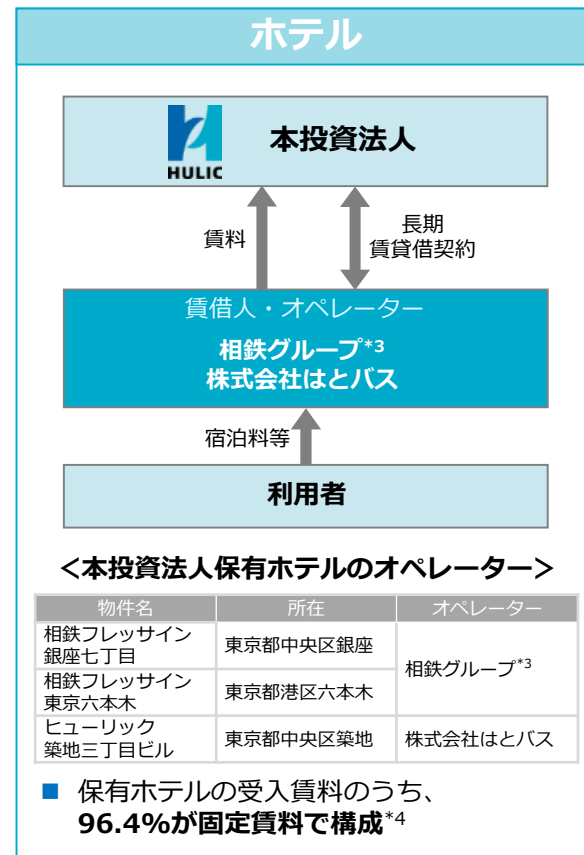 ホテル
HULIC
本投資法人
賃料
長期
賃貸借契約
賃借人・オペレーター
相鉄グループ*3
株式会社はとバス
宿泊料等
利用者
＜本投資法人保有ホテルのオペレーター＞
物件名 所在 オペレーター
相鉄フレッサイン
銀座七丁目
東京都中央区銀座
相鉄グループ*3
相鉄フレッサイン
東京六本木
東京都港区六本木
ヒューリック
築地三丁目ビル
東京都中央区築地
株式会社はとバス
■ 保有ホテルの受入賃料のうち、
96.4%が固定賃料で構成*4